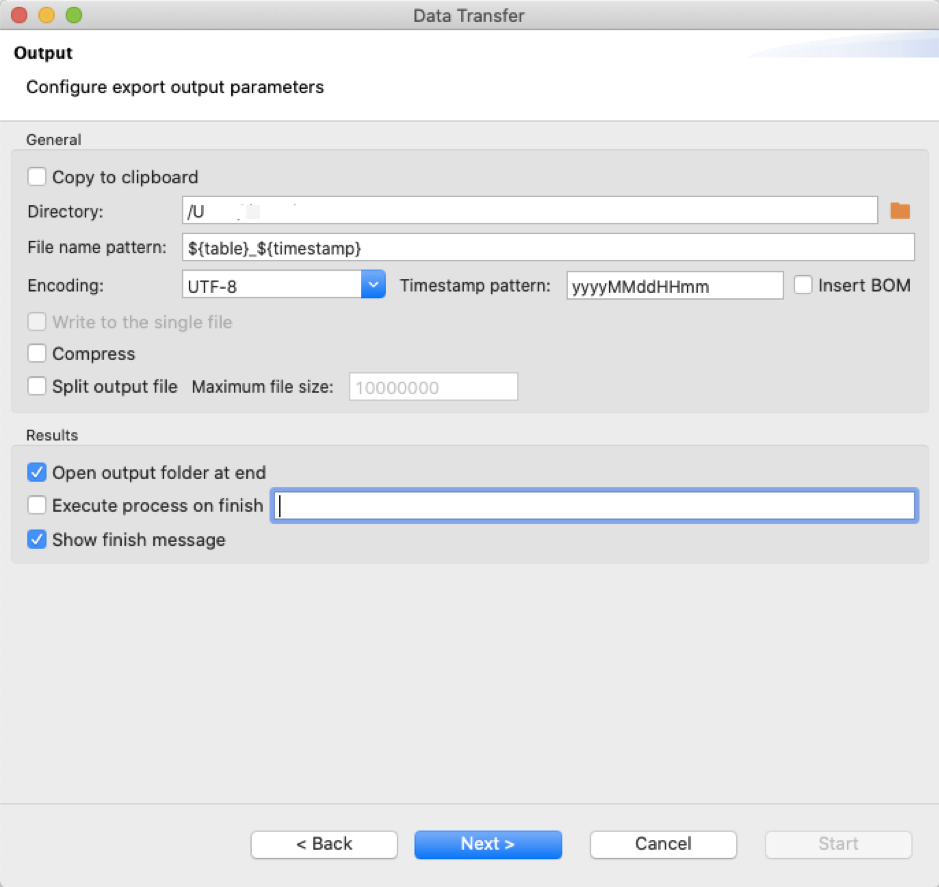 Data Transfer
Output
Configure export output parameters
General
Copy to clipboard
Directory: /U
File name pattern: ${table}_${timestamp}
Encoding: UTF-8 Timestamp pattern: yyyyMMddHHmm Insert BOM
Write to the single file
Compress
Split output file Maximum file size: 10000000
Results
Open output folder at end
Execute process on finish
Show finish message
< Back Next > Cancel Start